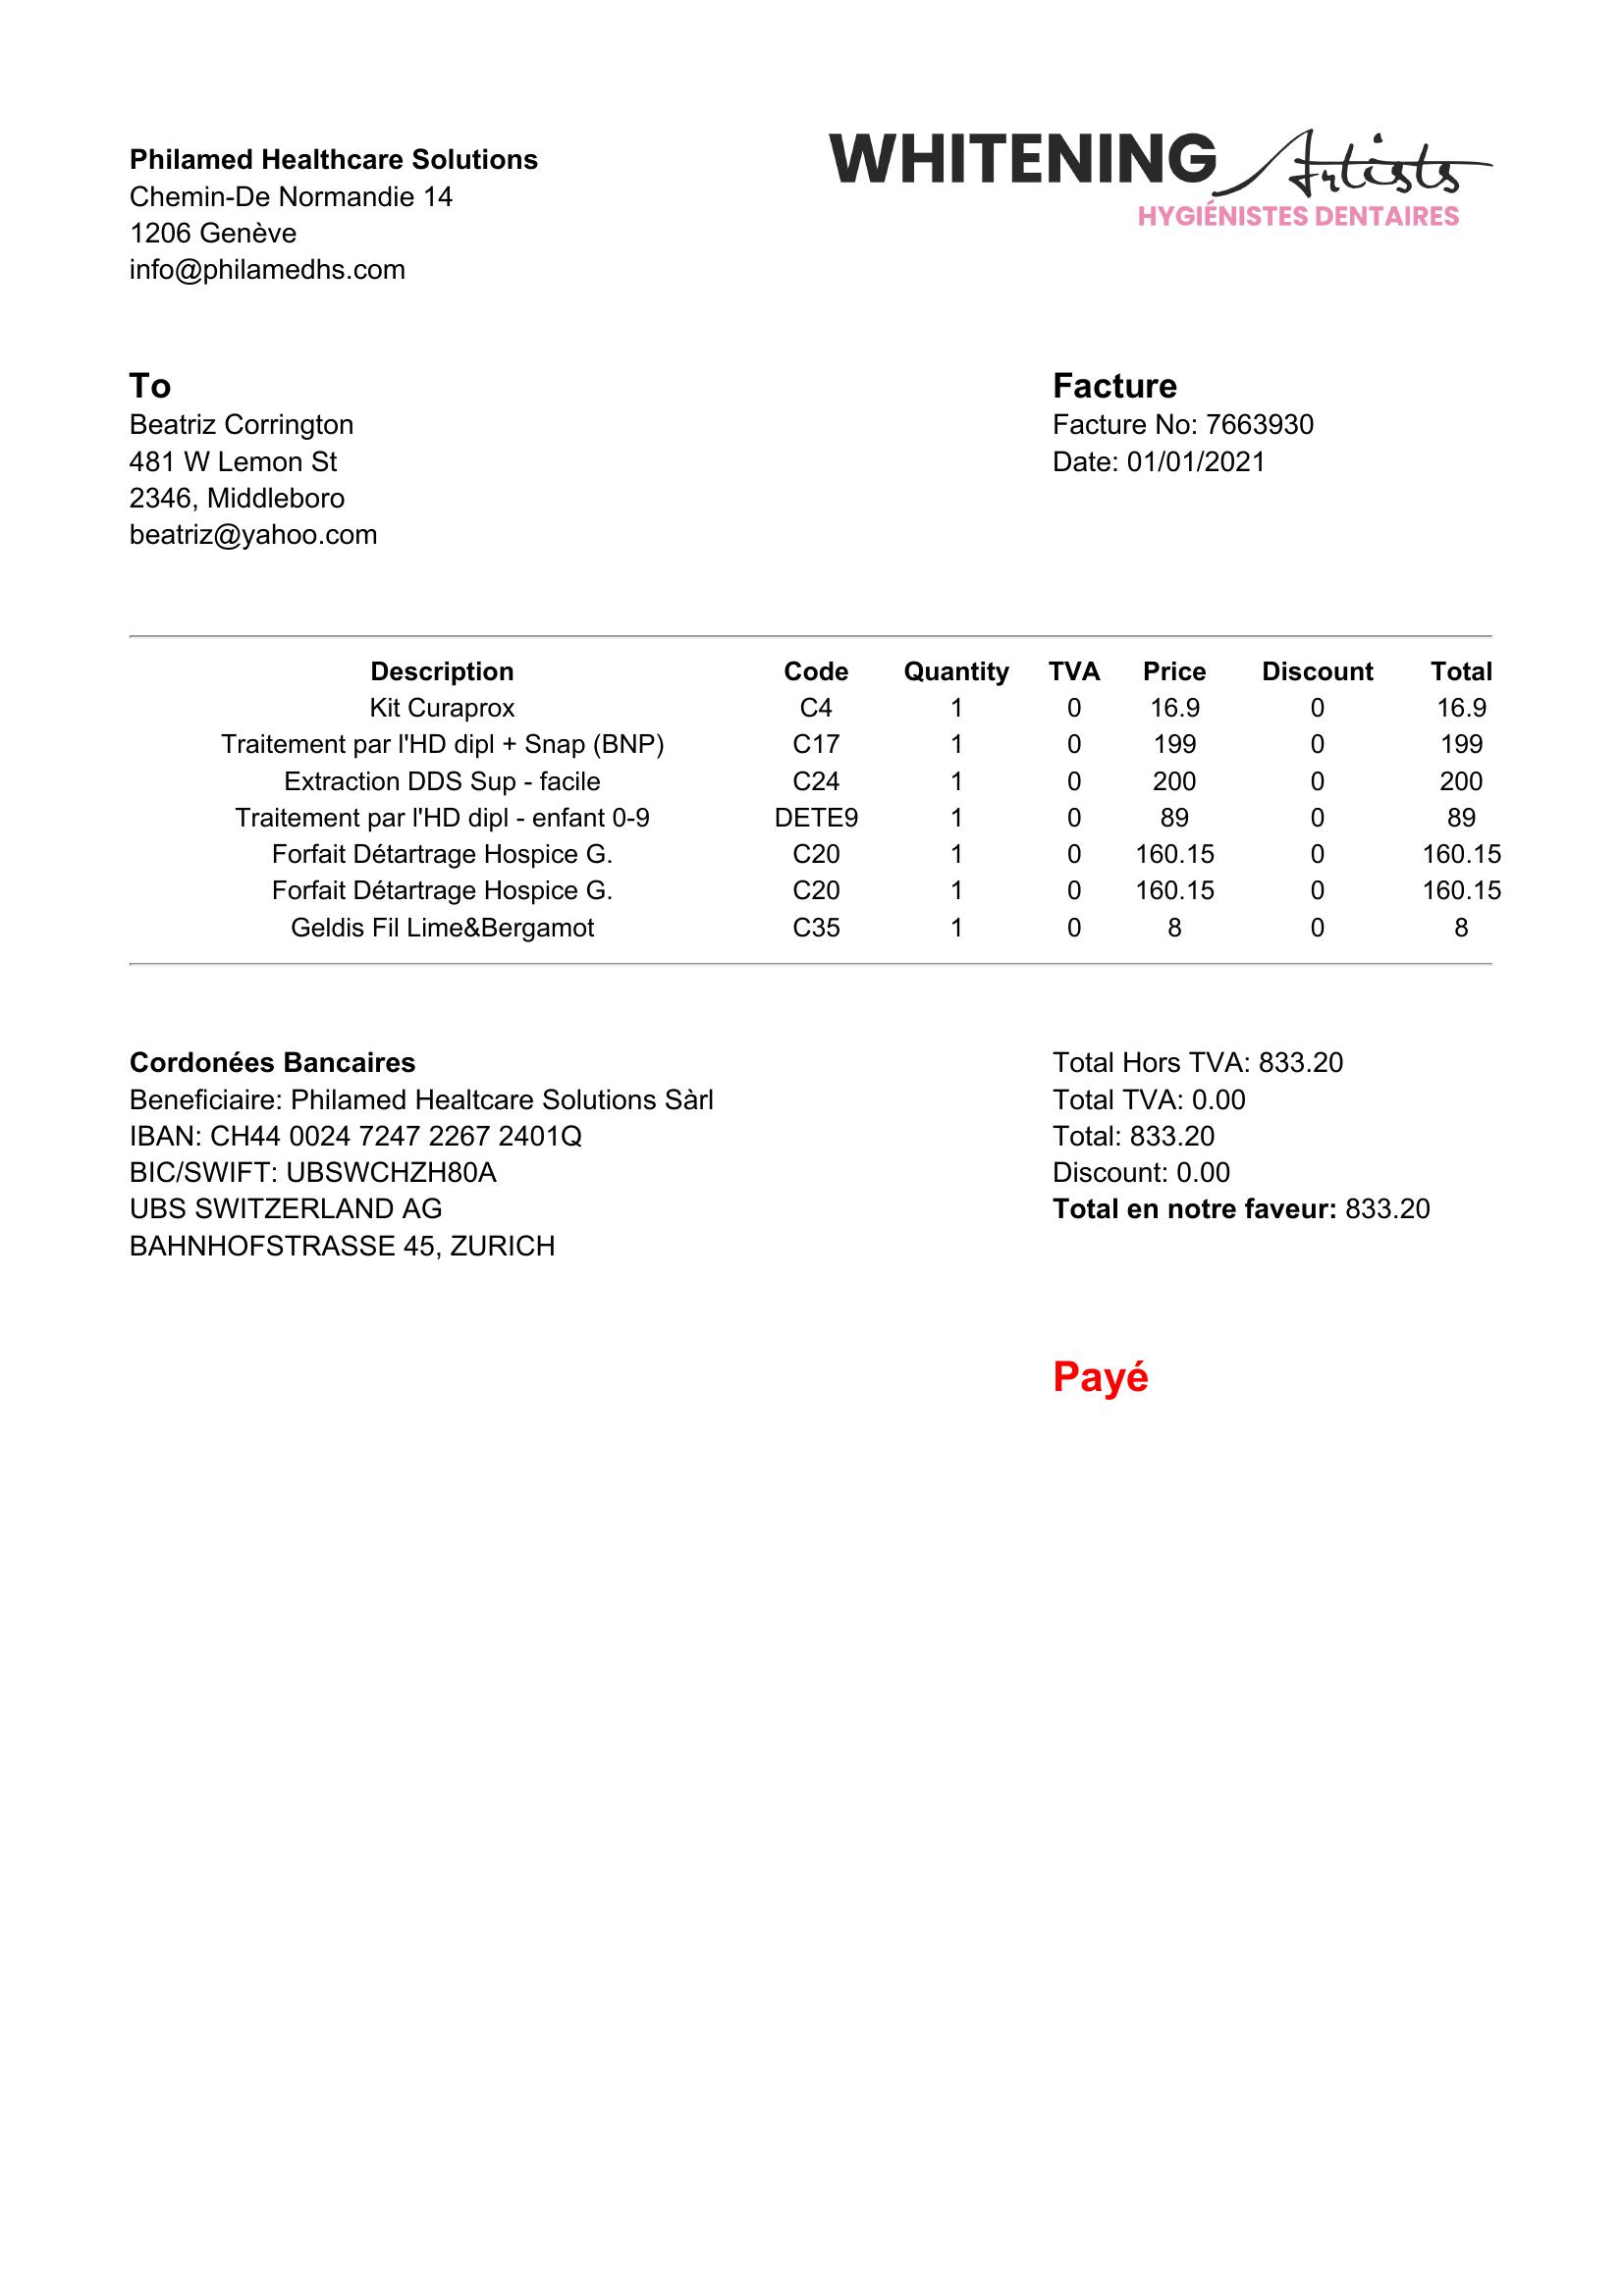 Philamed Healthcare Solutions
Chemin-De Normandie 14
1206 Genève
info@philamedhs.com
WHITENING Artists
HYGIÉNISTES DENTAIRES
To
Beatriz Corrington
481 W Lemon St
2346, Middleboro
beatriz@yahoo.com
Facture
Facture No: 7663930
Date: 01/01/2021
Description Code Quantity TVA Price Discount Total
Kit Curaprox C4 1 0 16.9 0 16.9
Traitement par l'HD dipl + Snap (BNP) C17 1 0 199 0 199
Extraction DDS Sup - facile C24 1 0 200 0 200
Traitement par l'HD dipl - enfant 0-9 DETE9 1 0 89 0 89
Forfait Détartrage Hospice G. C20 1 0 160.15 0 160.15
Forfait Détartrage Hospice G. C20 1 0 160.15 0 160.15
Geldis Fil Lime&Bergamot C35 1 0 8 0 8
Cordonées Bancaires
Beneficiaire: Philamed Healtcare Solutions Sàrl
IBAN: CH44 0024 7247 2267 2401Q
BIC/SWIFT: UBSWCHZH80A
UBS SWITZERLAND AG
BAHNHOFSTRASSE 45, ZURICH
Total Hors TVA: 833.20
Total TVA: 0.00
Total: 833.20
Discount: 0.00
Total en notre faveur: 833.20
Payé